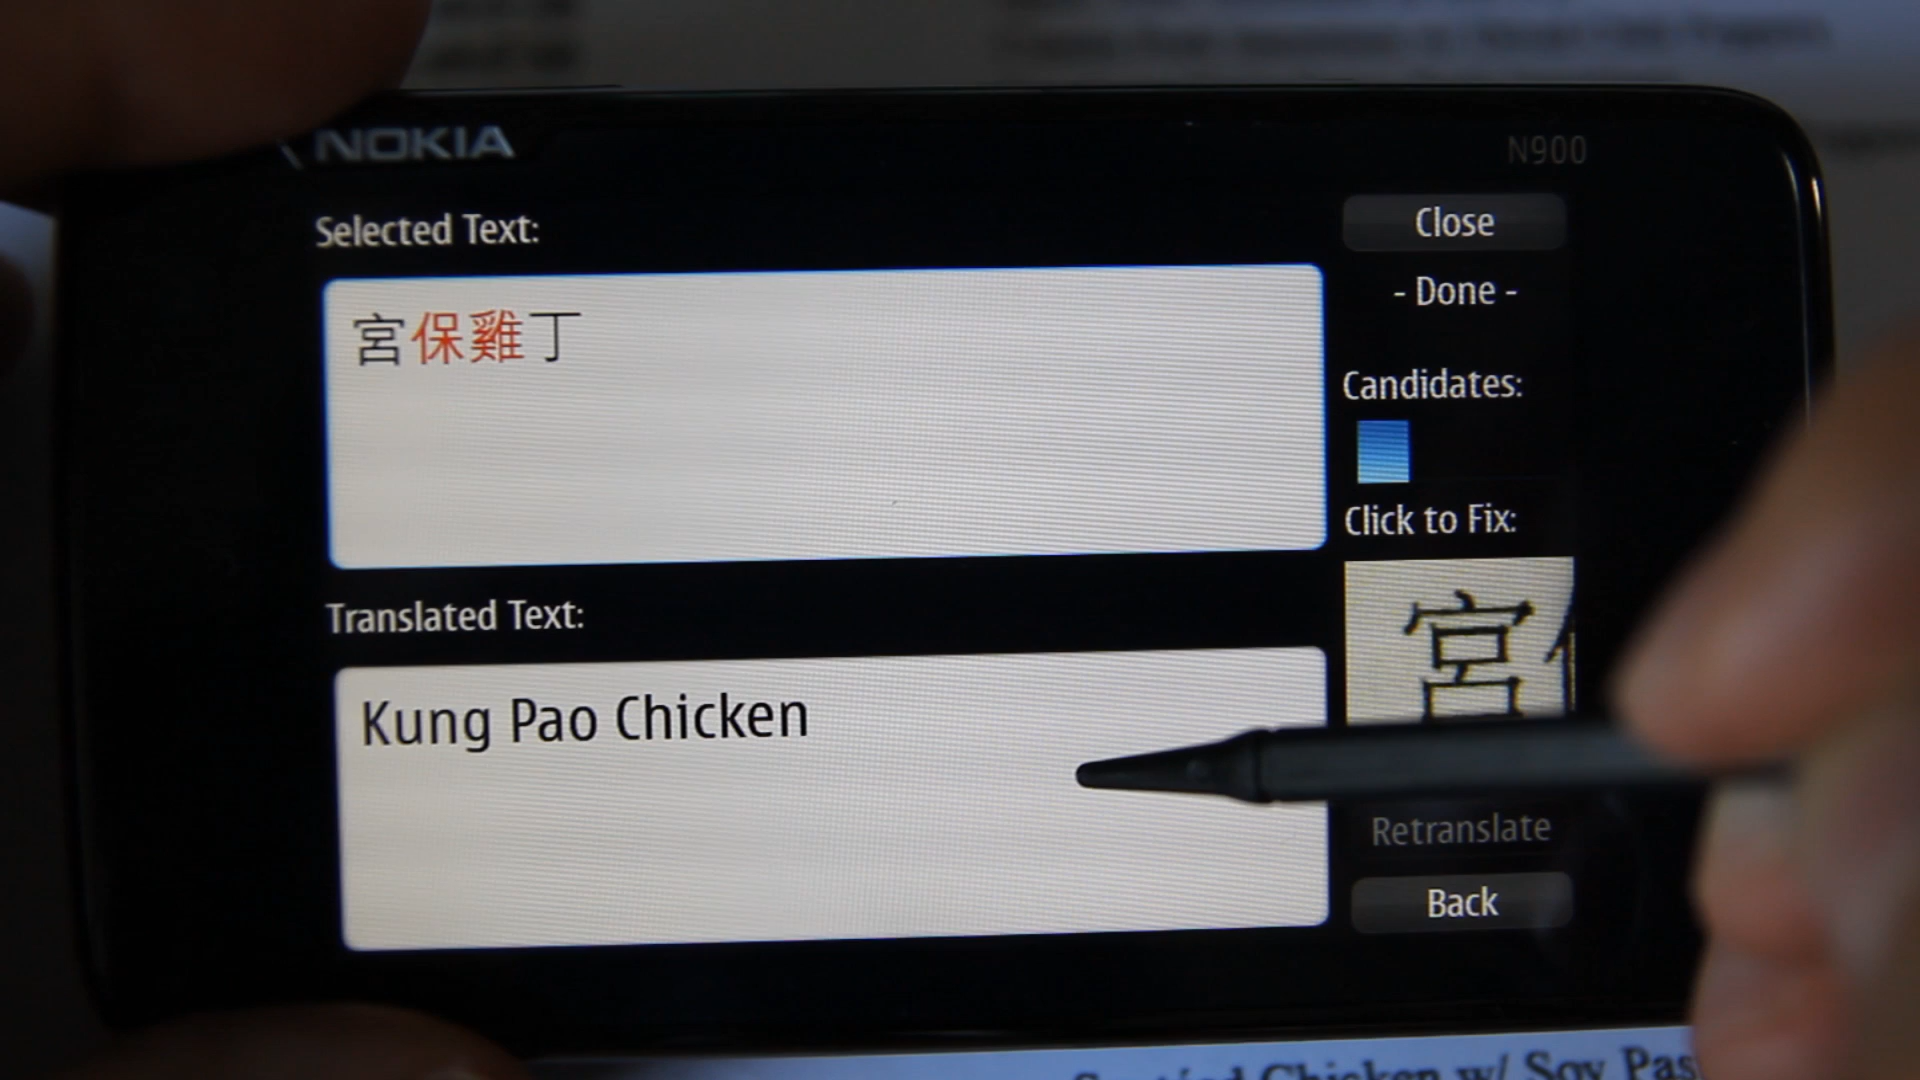 NOKIA
N900
Selected Text:
Close
宮保雞丁
- Done -
Candidates:
Click to Fix:
宮
Translated Text:
Kung Pao Chicken
Retranslate
Back
Chicken w/ Soy